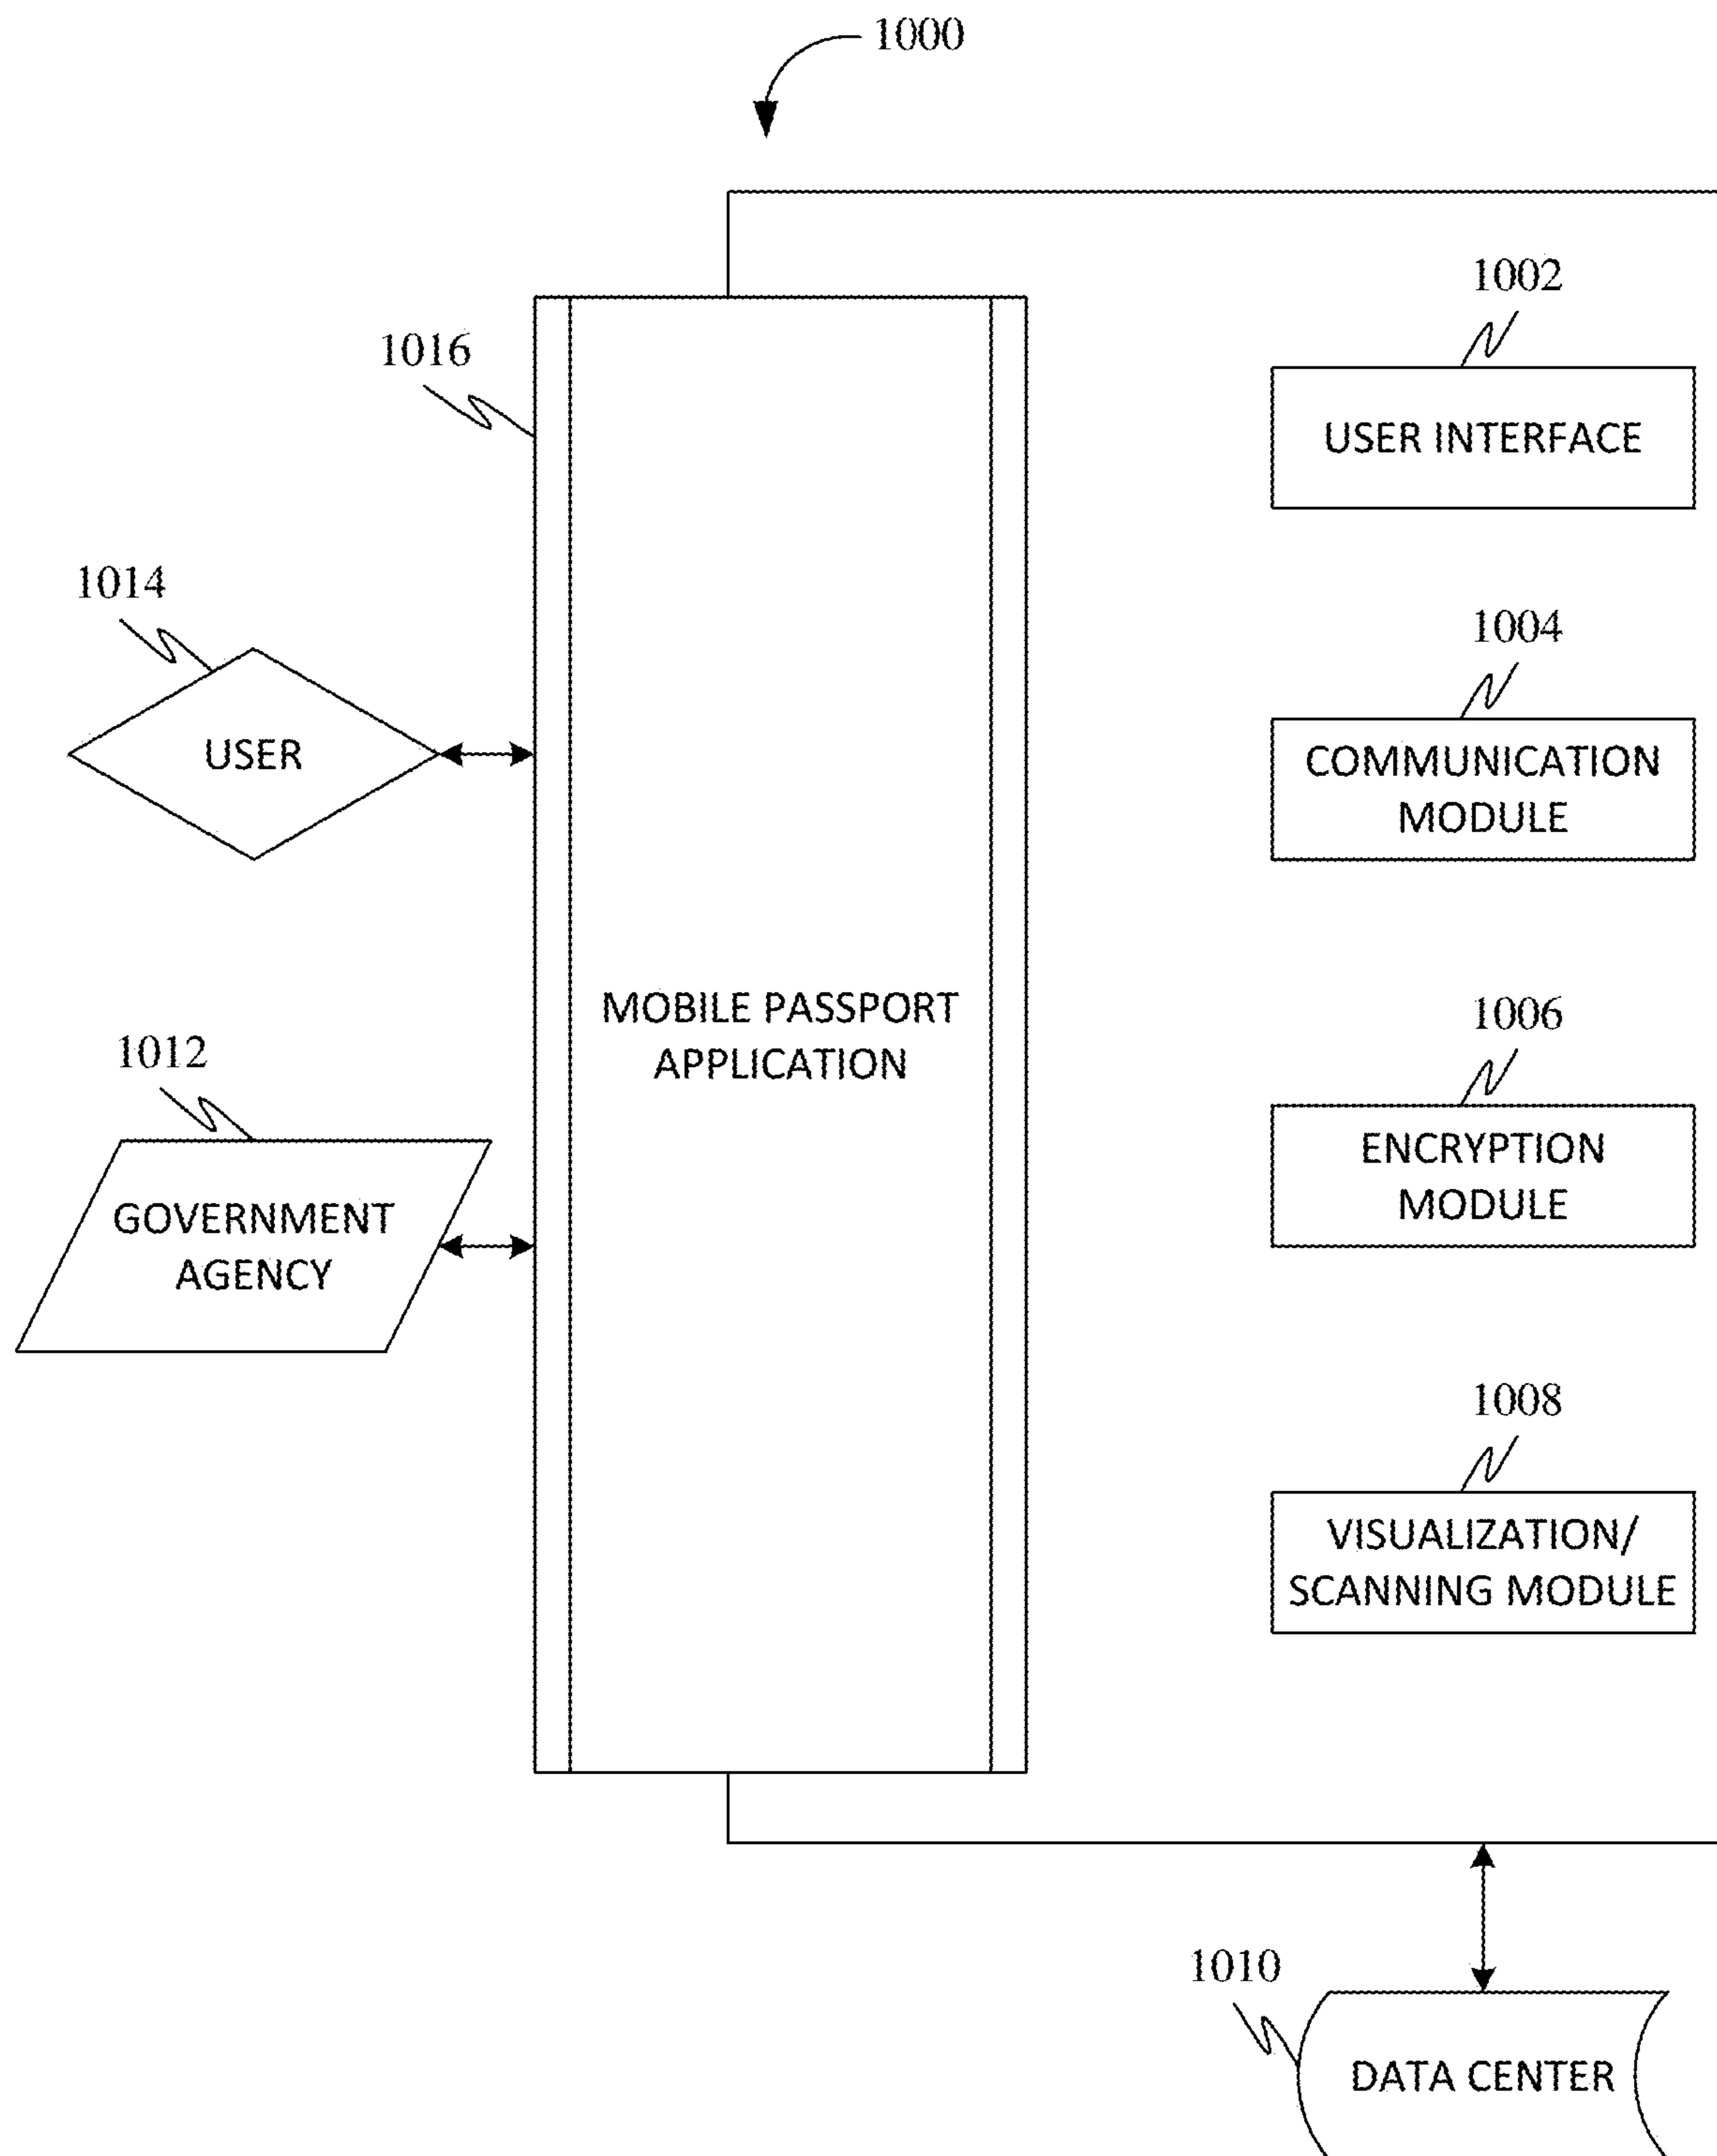 1000
1002
1016
USER INTERFACE
1014
1004
USER
COMMUNICATION
MODULE
MOBILE PASSPORT
APPLICATION
1012
1006
GOVERNMENT
AGENCY
ENCRYPTION
MODULE
1008
VISUALIZATION/
SCANNING MODULE
1010
DATA CENTER